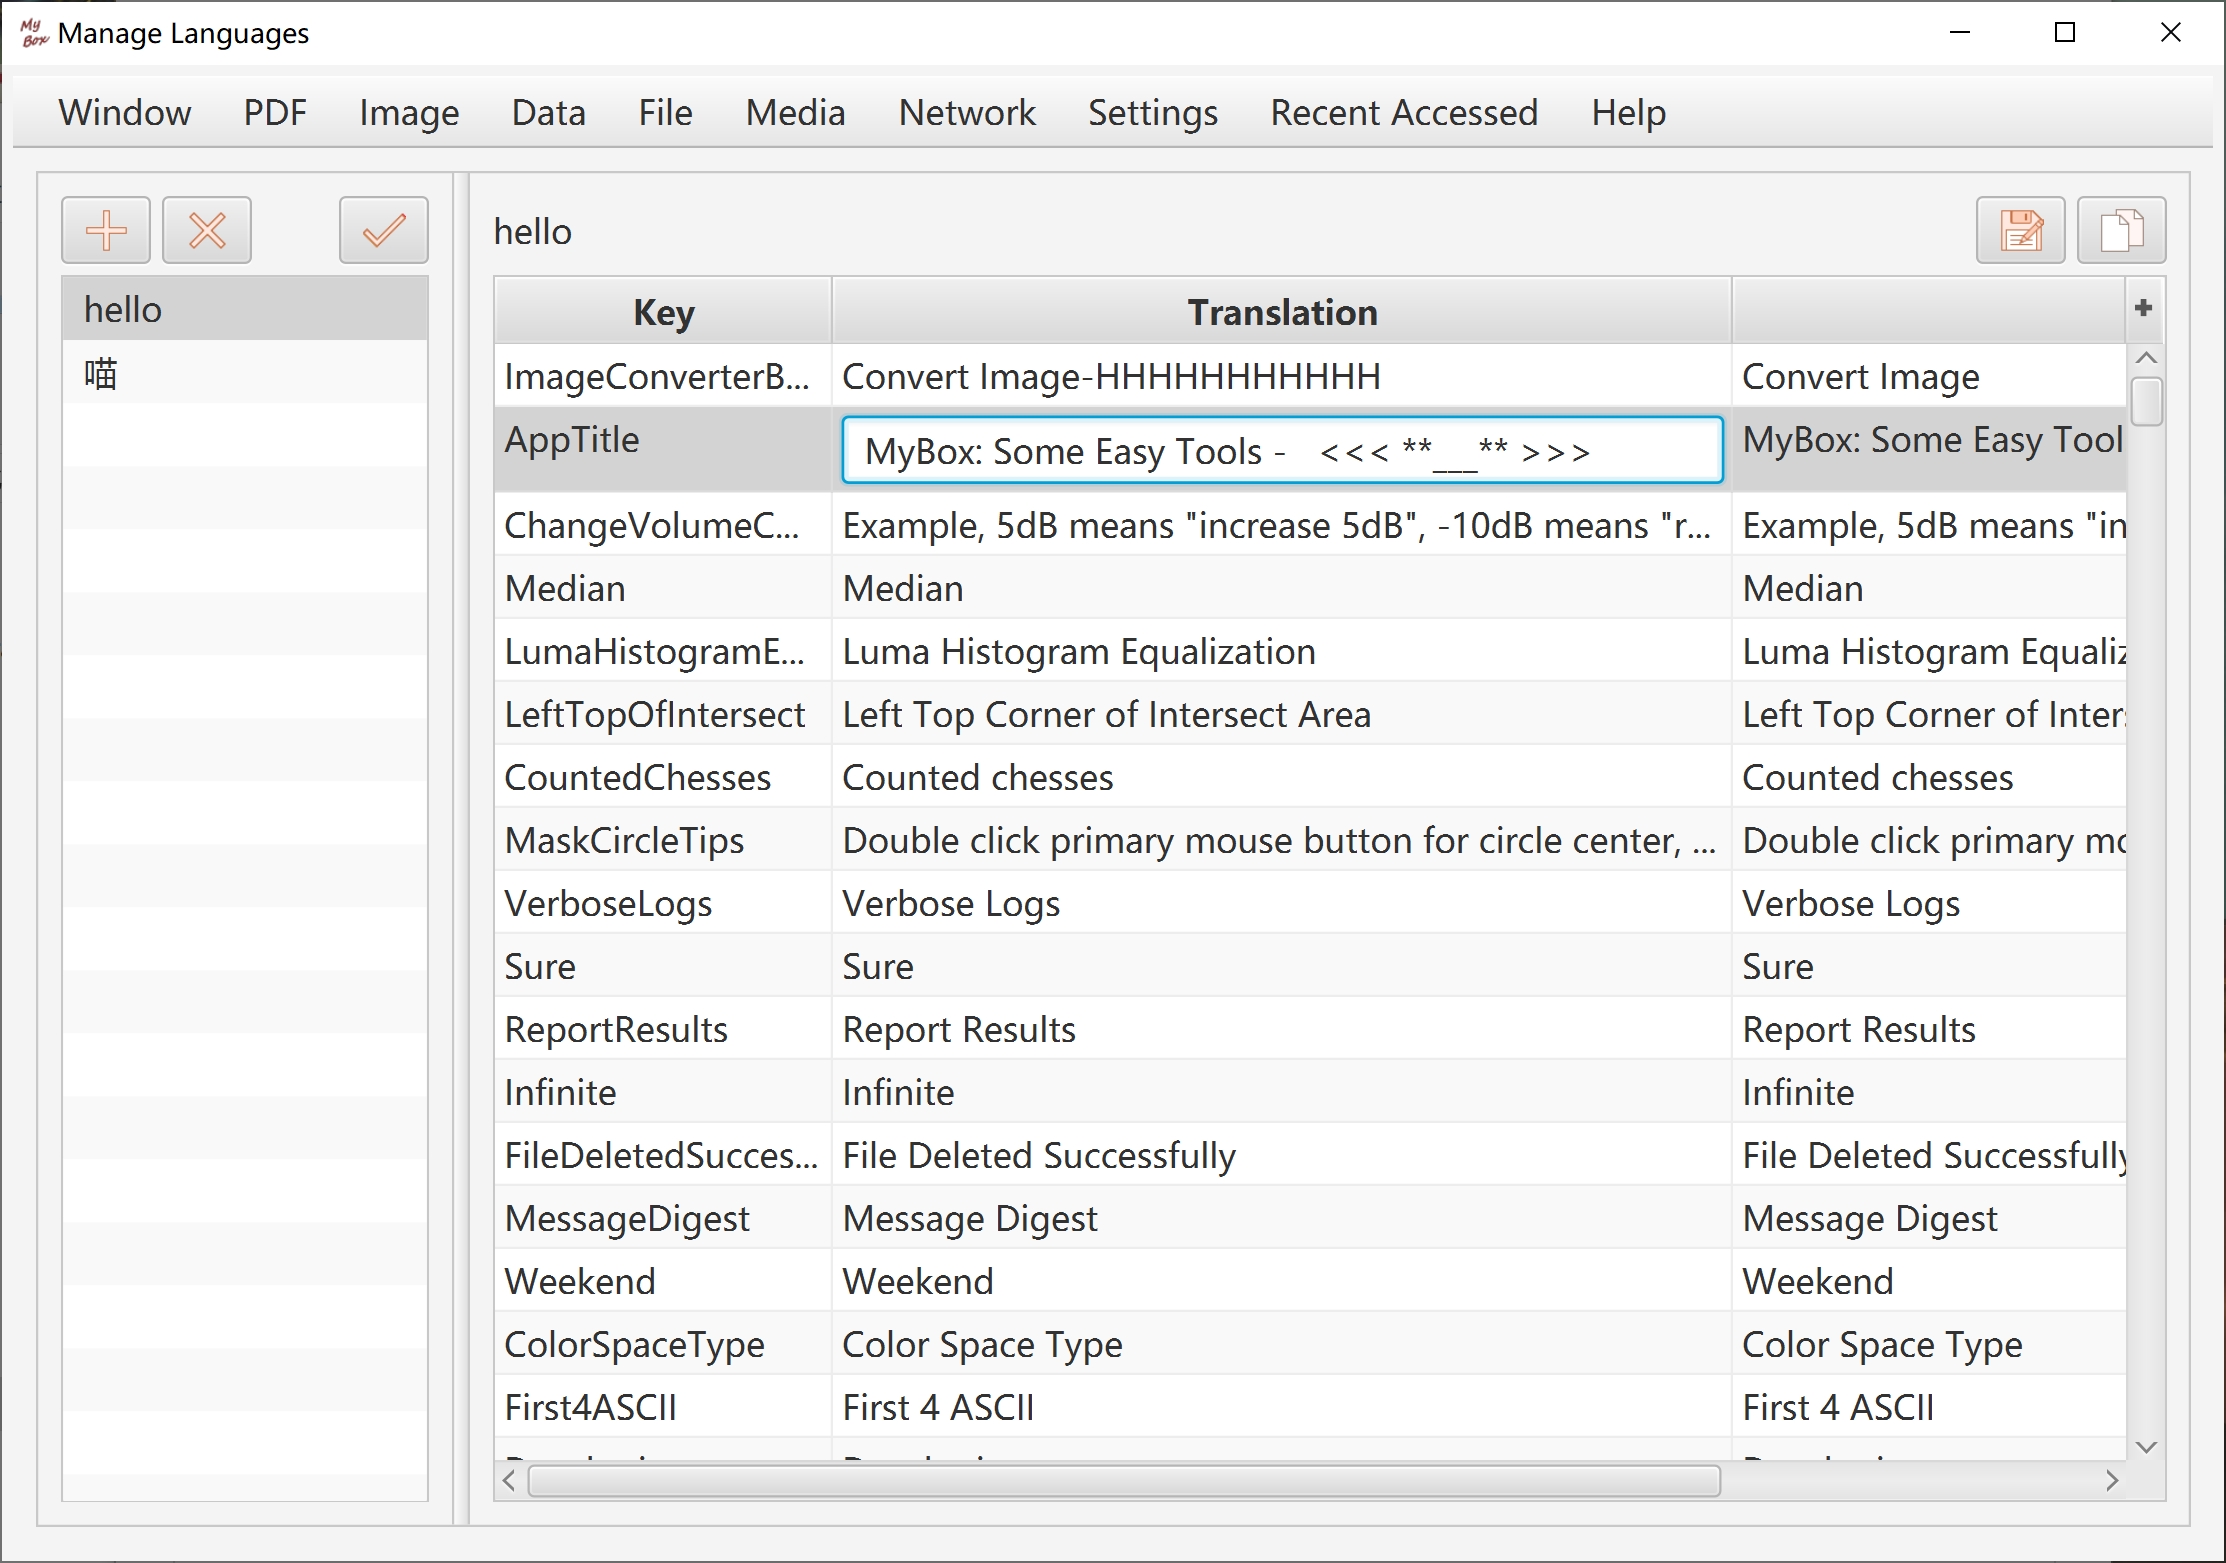 My Box Manage Languages
Window PDF Image Data File Media Network Settings Recent Accessed Help
hello
喵
hello
Key Translation
ImageConverterB... Convert Image-HHHHHHHHHHH Convert Image
AppTitle MyBox: Some Easy Tools - <<< **___** >>> MyBox: Some Easy Tool
ChangeVolumeC... Example, 5dB means "increase 5dB", -10dB means "r... Example, 5dB means "in
Median Median Median
LumaHistogramE... Luma Histogram Equalization Luma Histogram Equaliz
LeftTopOfIntersect Left Top Corner of Intersect Area Left Top Corner of Inter
CountedChesses Counted chesses Counted chesses
MaskCircleTips Double click primary mouse button for circle center, ... Double click primary mo
VerboseLogs Verbose Logs Verbose Logs
Sure Sure Sure
ReportResults Report Results Report Results
Infinite Infinite Infinite
FileDeletedSucces... File Deleted Successfully File Deleted Successfully
MessageDigest Message Digest Message Digest
Weekend Weekend Weekend
ColorSpaceType Color Space Type Color Space Type
First4ASCII First 4 ASCII First 4 ASCII